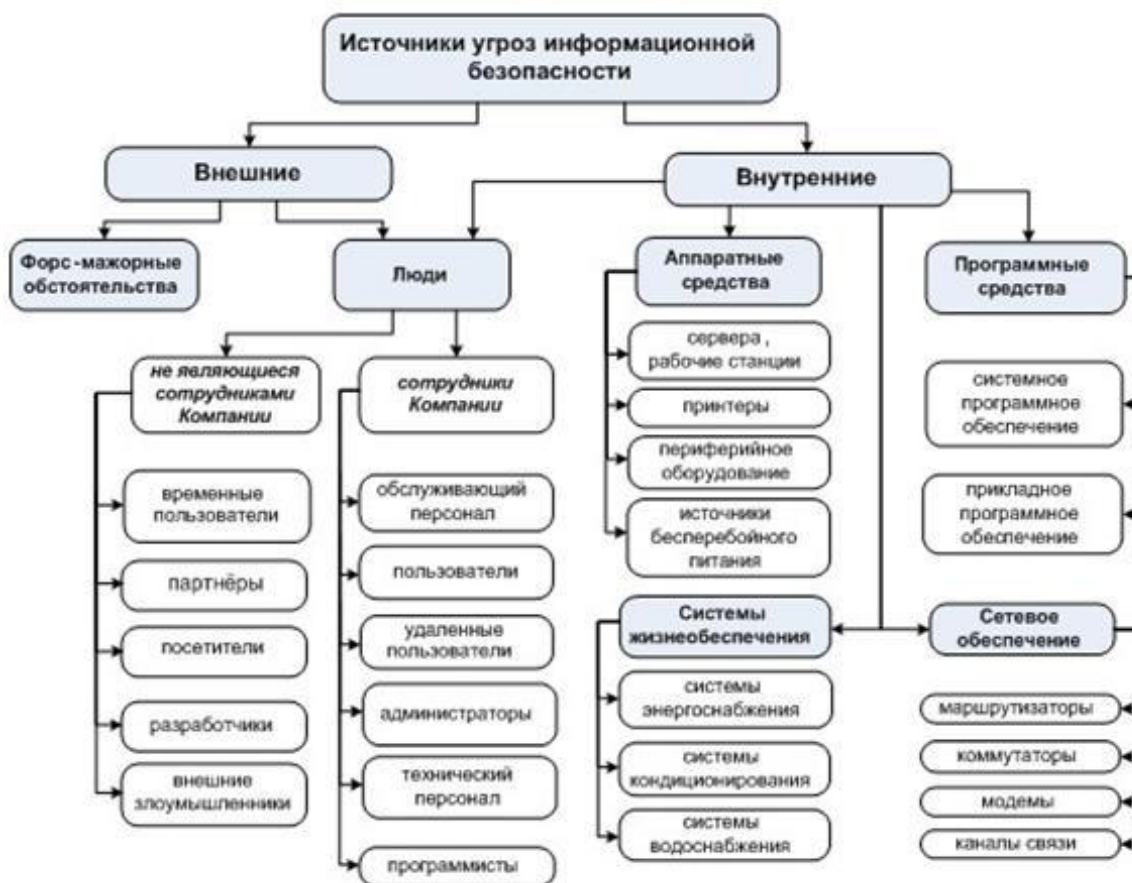 Источники угроз информационной
безопасности
Внешние
Внутренние
Форс-мажорные
обстоятельства
Люди
Аппаратные
средства
Программные
средства
не являющиеся
сотрудниками
Компании
сотрудники
Компании
временные
пользователи
партнёры
посетители
разработчики
внешние
злоумышленники
обслуживающий
персонал
пользователи
удаленные
пользователи
администраторы
технический
персонал
программисты
сервера ,
рабочие станции
принтеры
периферийное
оборудование
источники
бесперебойного
питания
системное
программное
обеспечение
прикладное
программное
обеспечение
Системы
жизнеобеспечения
системы
энергоснабжения
системы
кондиционирования
системы
водоснабжения
Сетевое
обеспечение
маршрутизаторы
коммутаторы
модемы
каналы связи